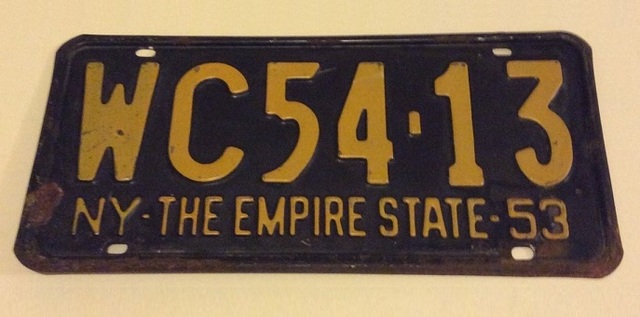 WC54·13
NY-THE EMPIRE STATE-53